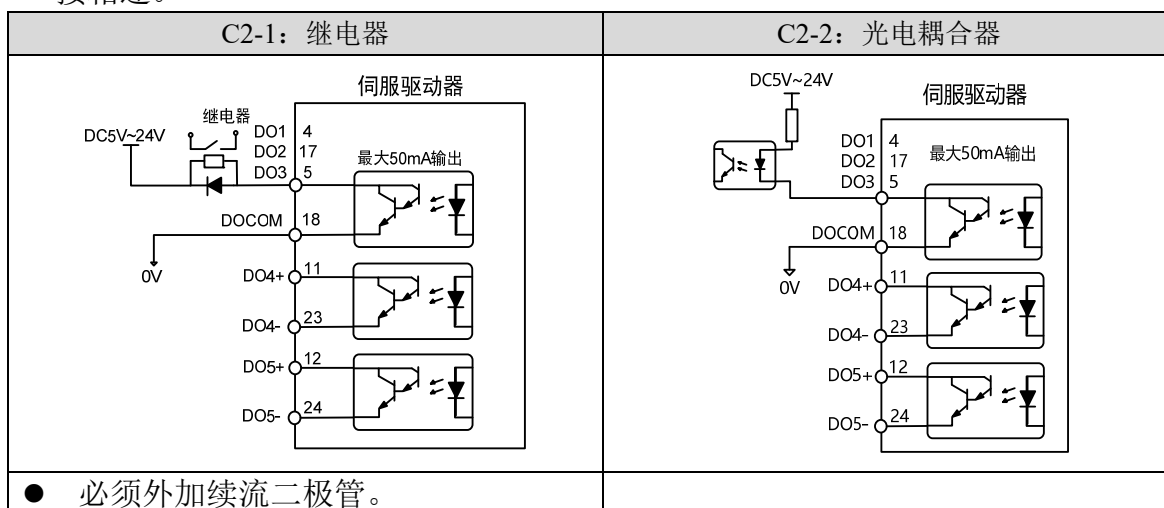 C2-1：继电器
C2-2：光电耦合器
伺服驱动器
继电器
DC5V~24V
DO1 4
DO2 17
DO3 5
最大50mA输出
DOCOM 18
0V
DO4+ 11
DO4- 23
DO5+ 12
DO5- 24
DC5V~24V
伺服驱动器
DO1 4
DO2 17
DO3 5
最大50mA输出
DOCOM 18
0V
DO4+ 11
DO4- 23
DO5+ 12
DO5- 24
● 必须外加续流二极管。